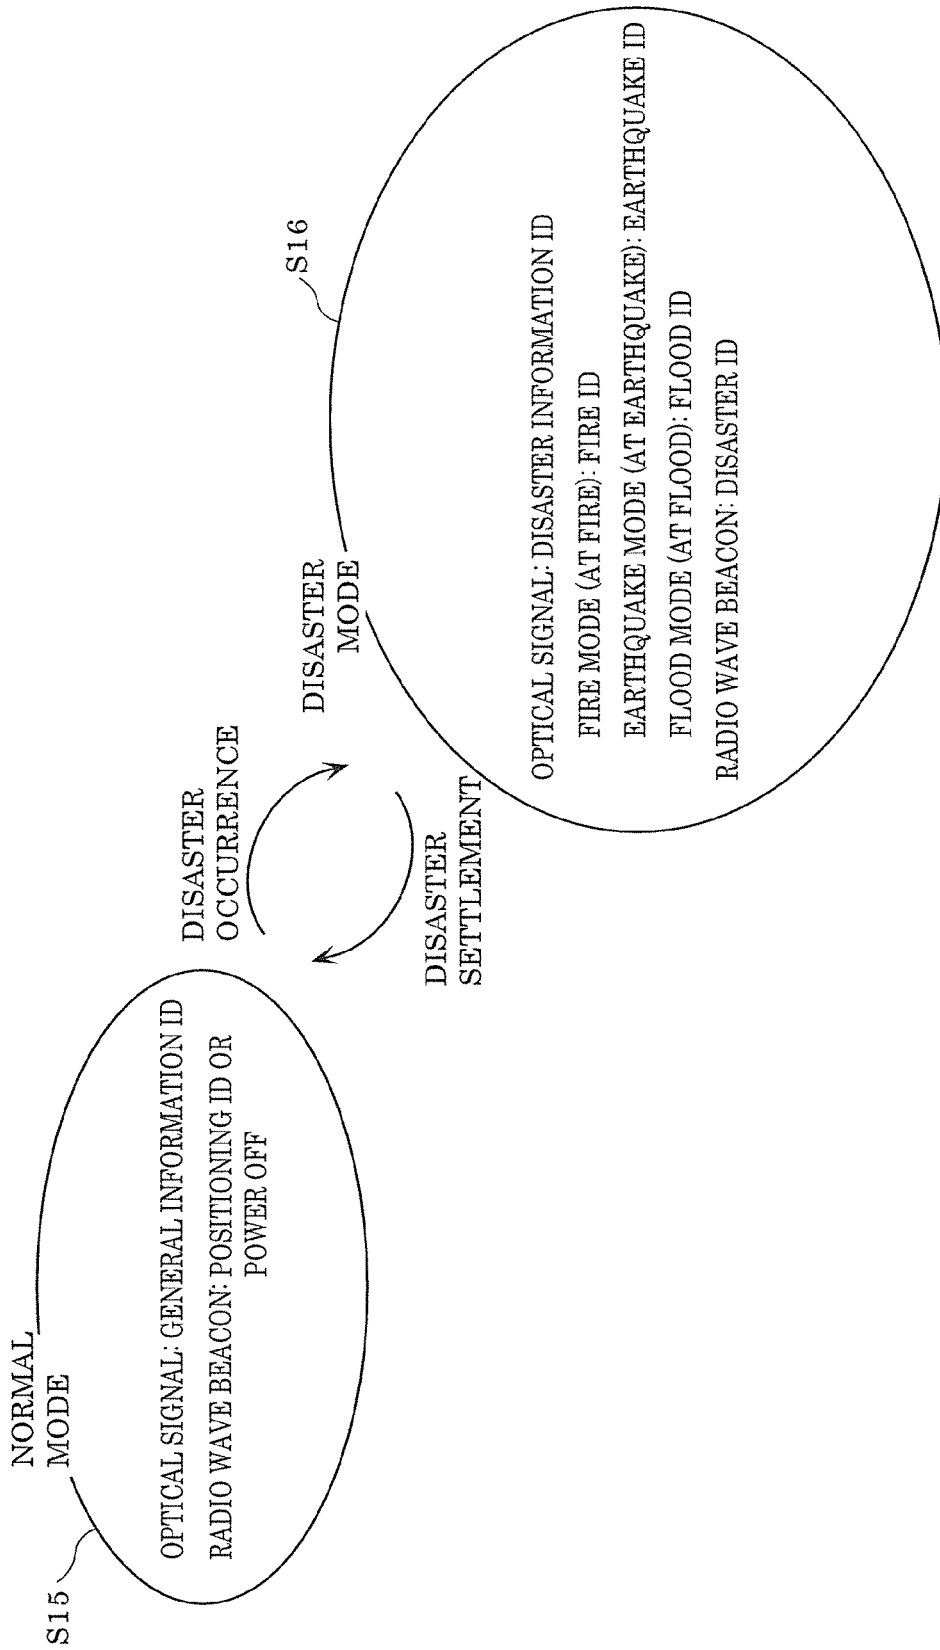 S15
NORMAL
MODE
OPTICAL SIGNAL: GENERAL INFORMATION ID
RADIO WAVE BEACON: POSITIONING ID OR
POWER OFF
DISASTER
OCCURRENCE
DISASTER
SETTLEMENT
DISASTER
MODE
S16
OPTICAL SIGNAL: DISASTER INFORMATION ID
FIRE MODE (AT FIRE): FIRE ID
EARTHQUAKE MODE (AT EARTHQUAKE): EARTHQUAKE ID
FLOOD MODE (AT FLOOD): FLOOD ID
RADIO WAVE BEACON: DISASTER ID